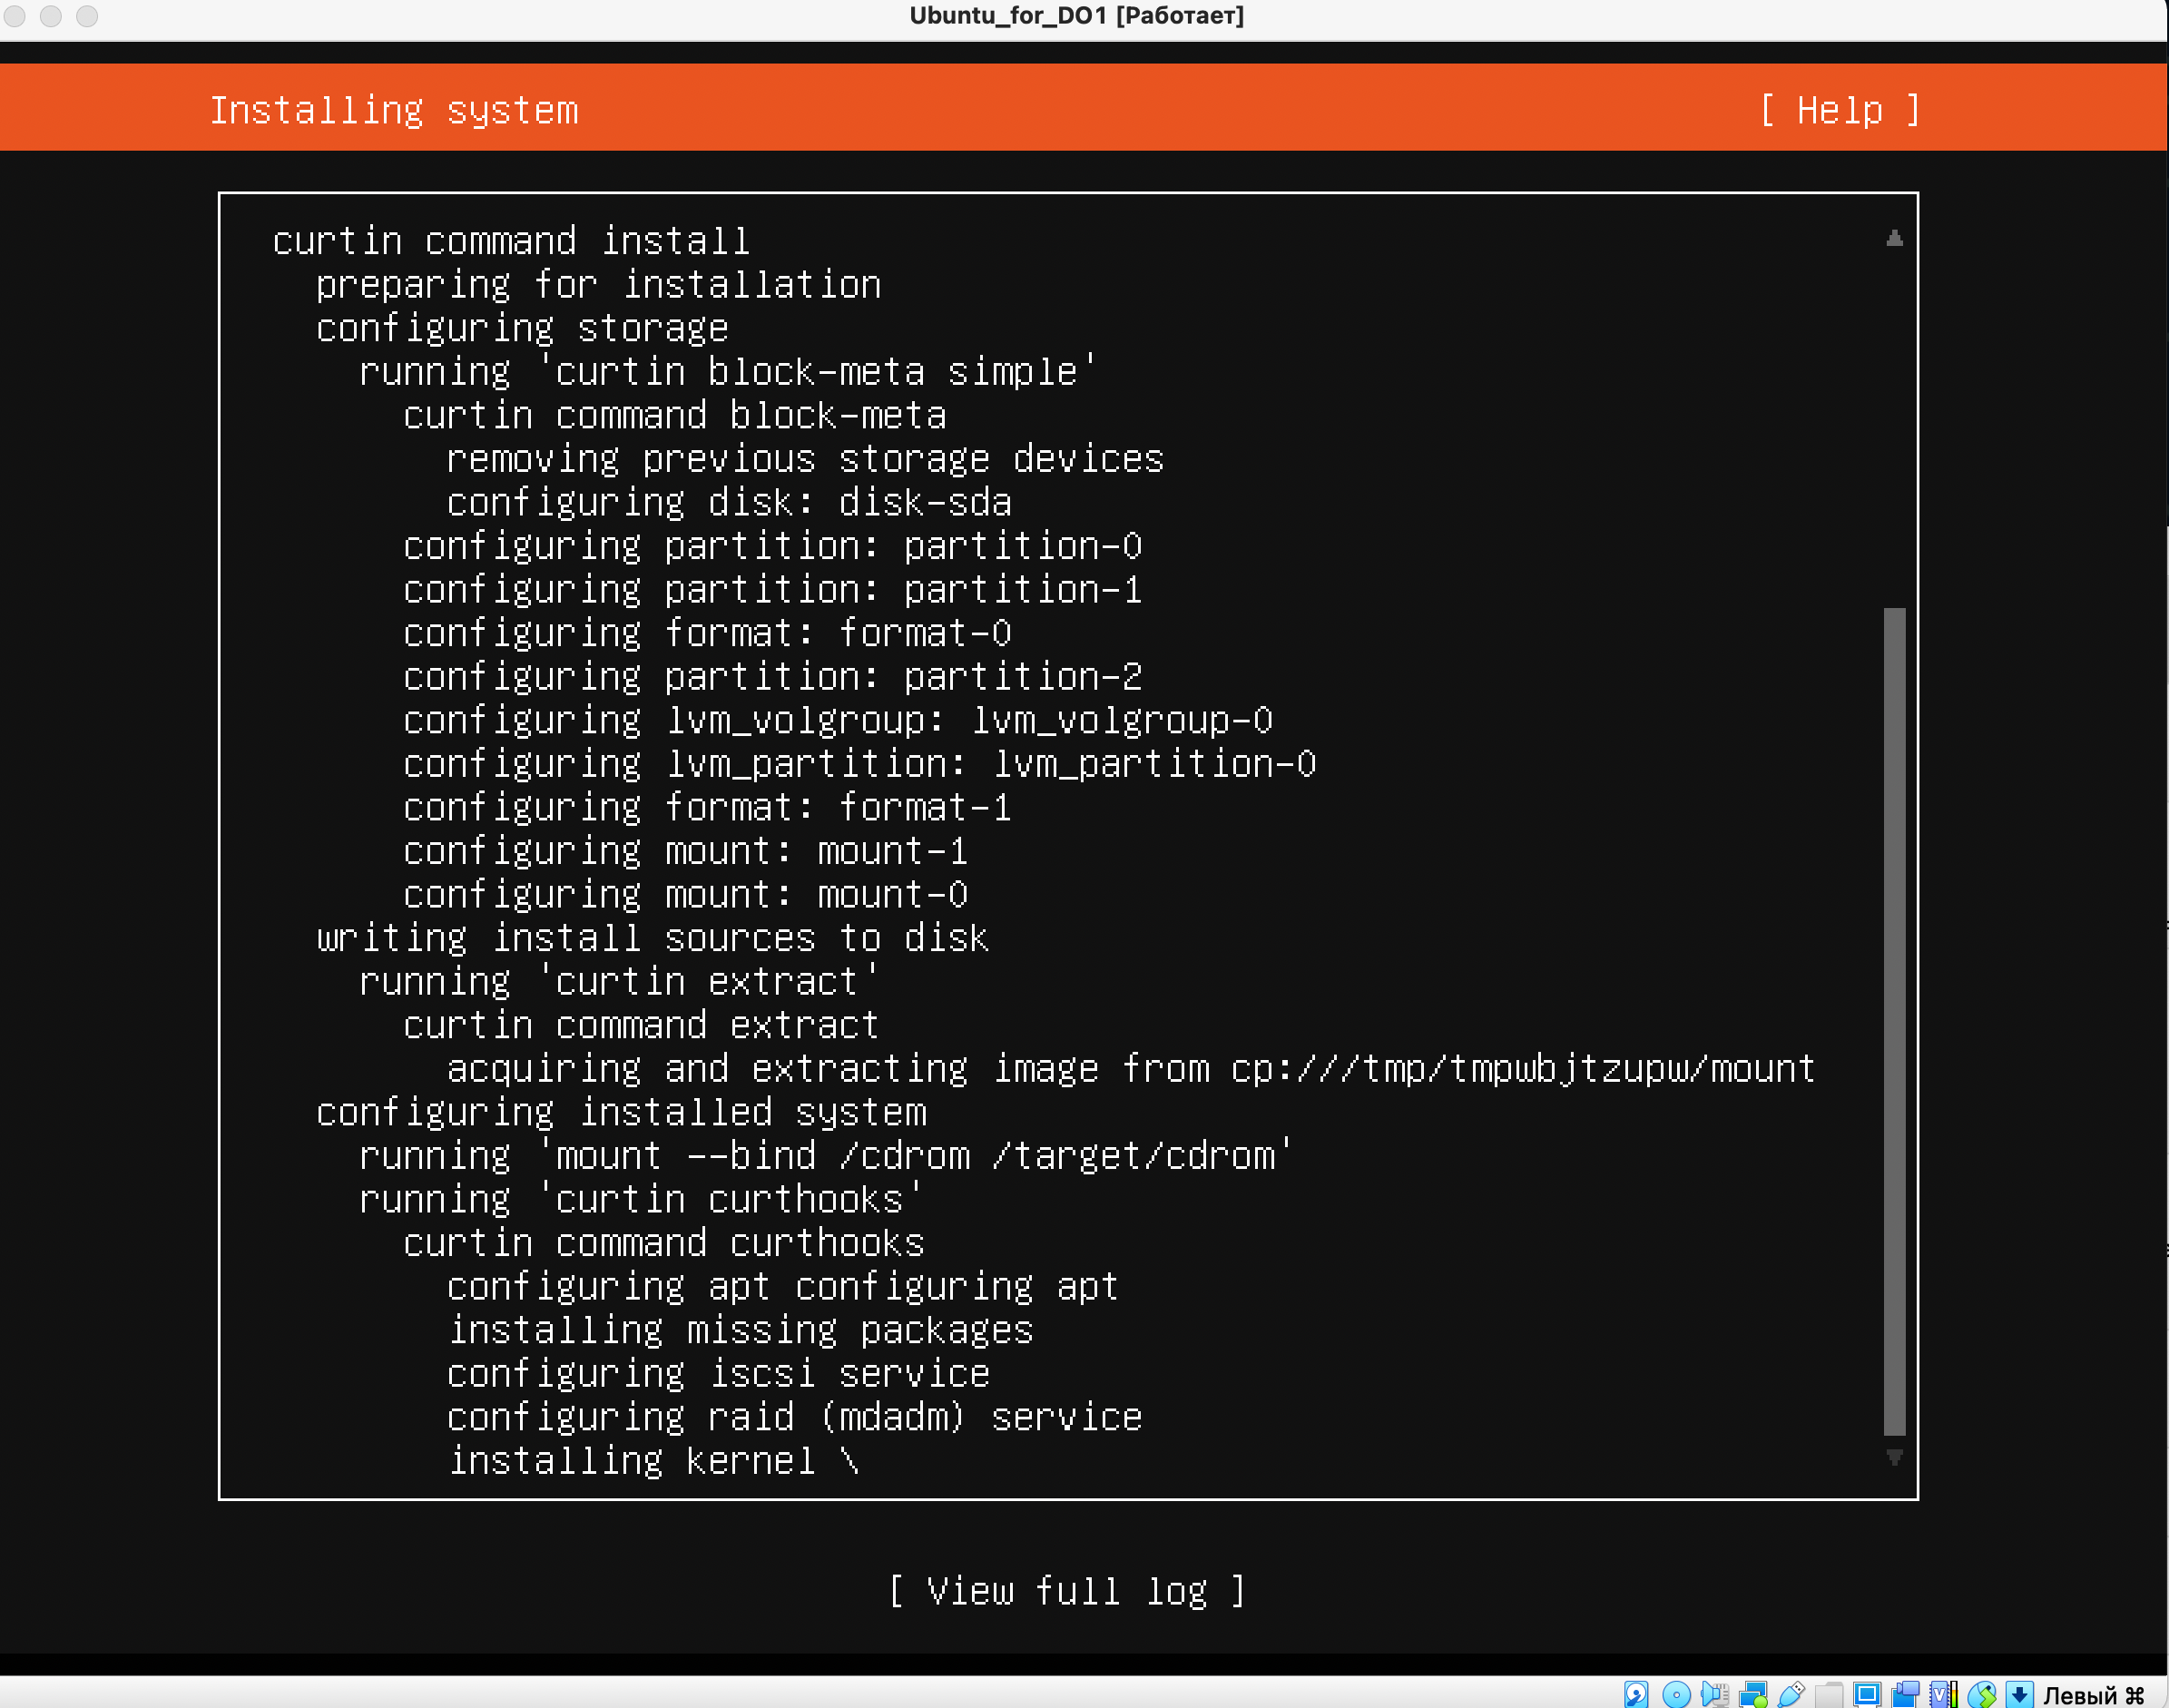 Ubuntu_for_DO1 [Работает]
Installing system [ Help ]
curtin command install
preparing for installation
configuring storage
running 'curtin block-meta simple'
curtin command block-meta
removing previous storage devices
configuring disk: disk-sda
configuring partition: partition-0
configuring partition: partition-1
configuring format: format-0
configuring partition: partition-2
configuring lvm_volgroup: lvm_volgroup-0
configuring lvm_partition: lvm_partition-0
configuring format: format-1
configuring mount: mount-1
configuring mount: mount-0
writing install sources to disk
running 'curtin extract'
curtin command extract
acquiring and extracting image from cp:///tmp/tmpwbjtzupw/mount
configuring installed system
running 'mount --bind /cdrom /target/cdrom'
running 'curtin curthooks'
curtin command curthooks
configuring apt configuring apt
installing missing packages
configuring iscsi service
configuring raid (mdadm) service
installing kernel \
[ View full log ]
Левый ⌘